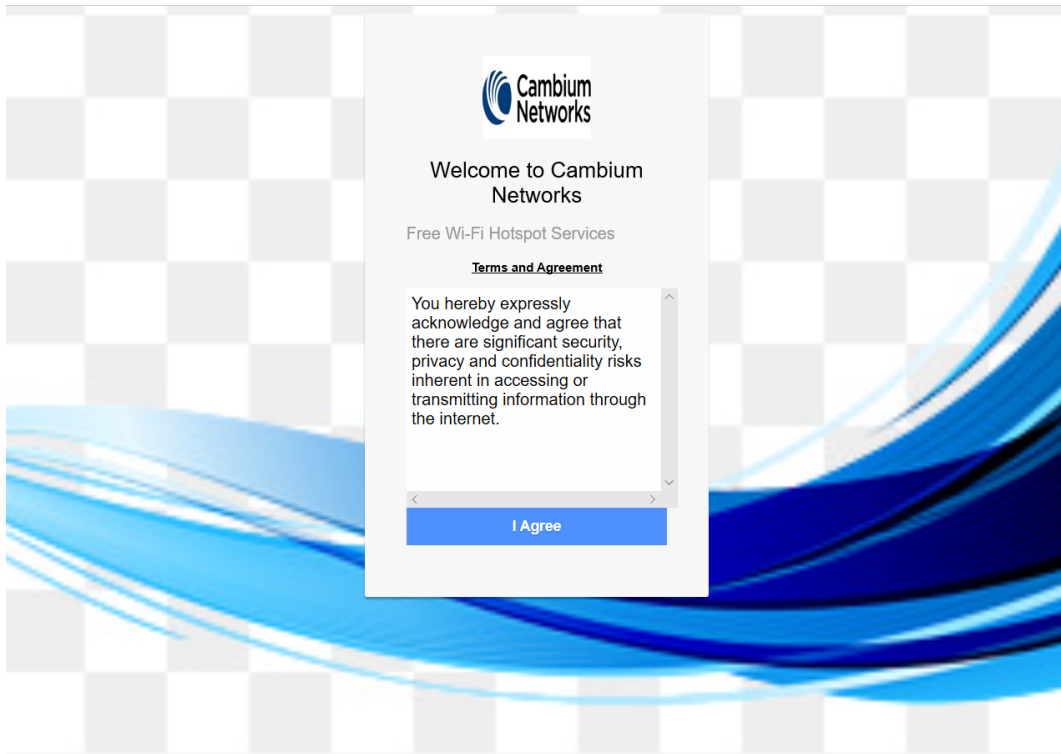 Cambium
Networks
Welcome to Cambium
Networks
Free Wi-Fi Hotspot Services
Terms and Agreement
You hereby expressly
acknowledge and agree that
there are significant security,
privacy and confidentiality risks
inherent in accessing or
transmitting information through
the internet.
I Agree